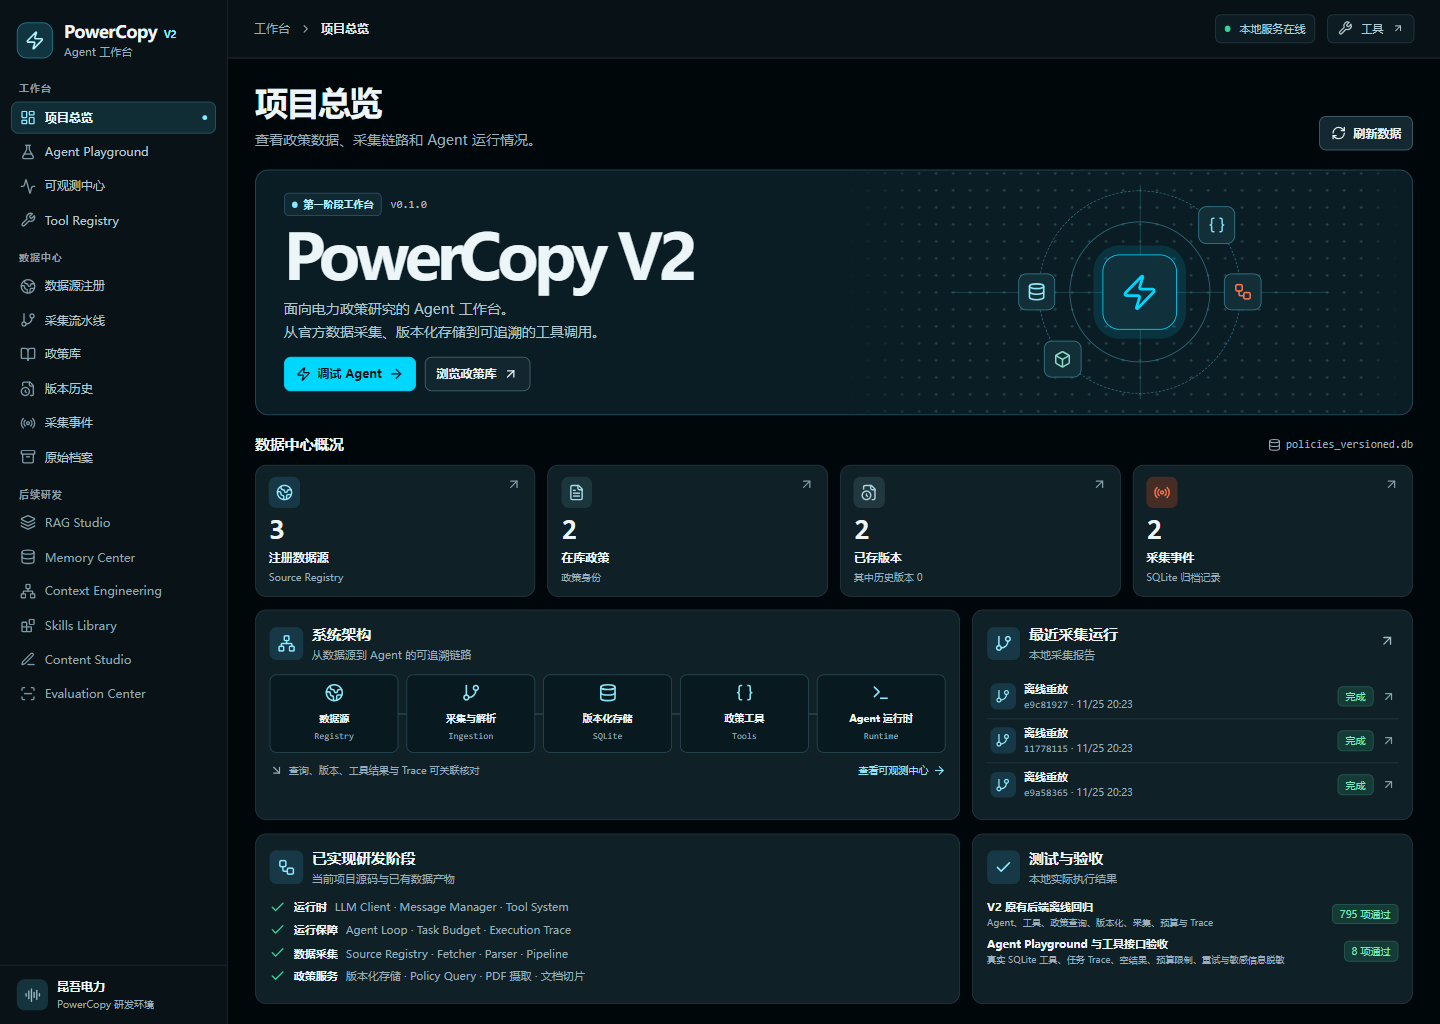 PowerCopy V2
Agent 工作台
工作台
项目总览
Agent Playground
可观测中心
Tool Registry
数据中心
数据源注册
采集流水线
政策库
版本历史
采集事件
原始档案
后续研发
RAG Studio
Memory Center
Context Engineering
Skills Library
Content Studio
Evaluation Center
昆吾电力
PowerCopy 研发环境
工作台 > 项目总览
本地服务在线
工具
项目总览
查看政策数据、采集链路和 Agent 运行情况。
刷新数据
第一阶段工作台 v0.1.0
PowerCopy V2
面向电力政策研究的 Agent 工作台。
从官方数据采集、版本化存储到可追溯的工具调用。
调试 Agent
浏览政策库
数据中心概况
policies_versioned.db
3
注册数据源
Source Registry
2
在库政策
政策身份
2
已存版本
其中历史版本 0
2
采集事件
SQLite 归档记录
系统架构
从数据源到 Agent 的可追溯链路
数据源
Registry
采集与解析
Ingestion
版本化存储
SQLite
政策工具
Tools
Agent 运行时
Runtime
查询、版本、工具结果与 Trace 可关联核对
查看可观测中心
最近采集运行
本地采集报告
离线重放
e9c81927 · 11/25 20:23
完成
离线重放
11778115 · 11/25 20:23
完成
离线重放
e9a58365 · 11/25 20:23
完成
已实现研发阶段
当前项目源码与已有数据产物
运行时 LLM Client · Message Manager · Tool System
运行保障 Agent Loop · Task Budget · Execution Trace
数据采集 Source Registry · Fetcher · Parser · Pipeline
政策服务 版本化存储 · Policy Query · PDF 摄取 · 文档切片
测试与验收
本地实际执行结果
V2 原有后端离线回归
Agent、工具、政策查询、版本化、采集、预算与 Trace
795 项通过
Agent Playground 与工具接口验收
真实 SQLite 工具、任务 Trace、空结果、预算限制、重试与敏感信息脱敏
8 项通过